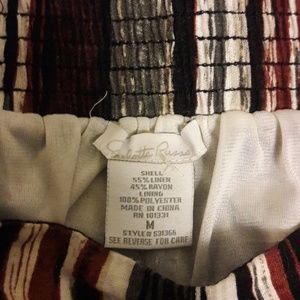 Charlotte Russe
SHELL
55% LINEN
45% RAYON
LINING
100% POLYESTER
MADE IN CHINA
RN 101331
M
STYLE# 531366
SEE REVERSE FOR CARE